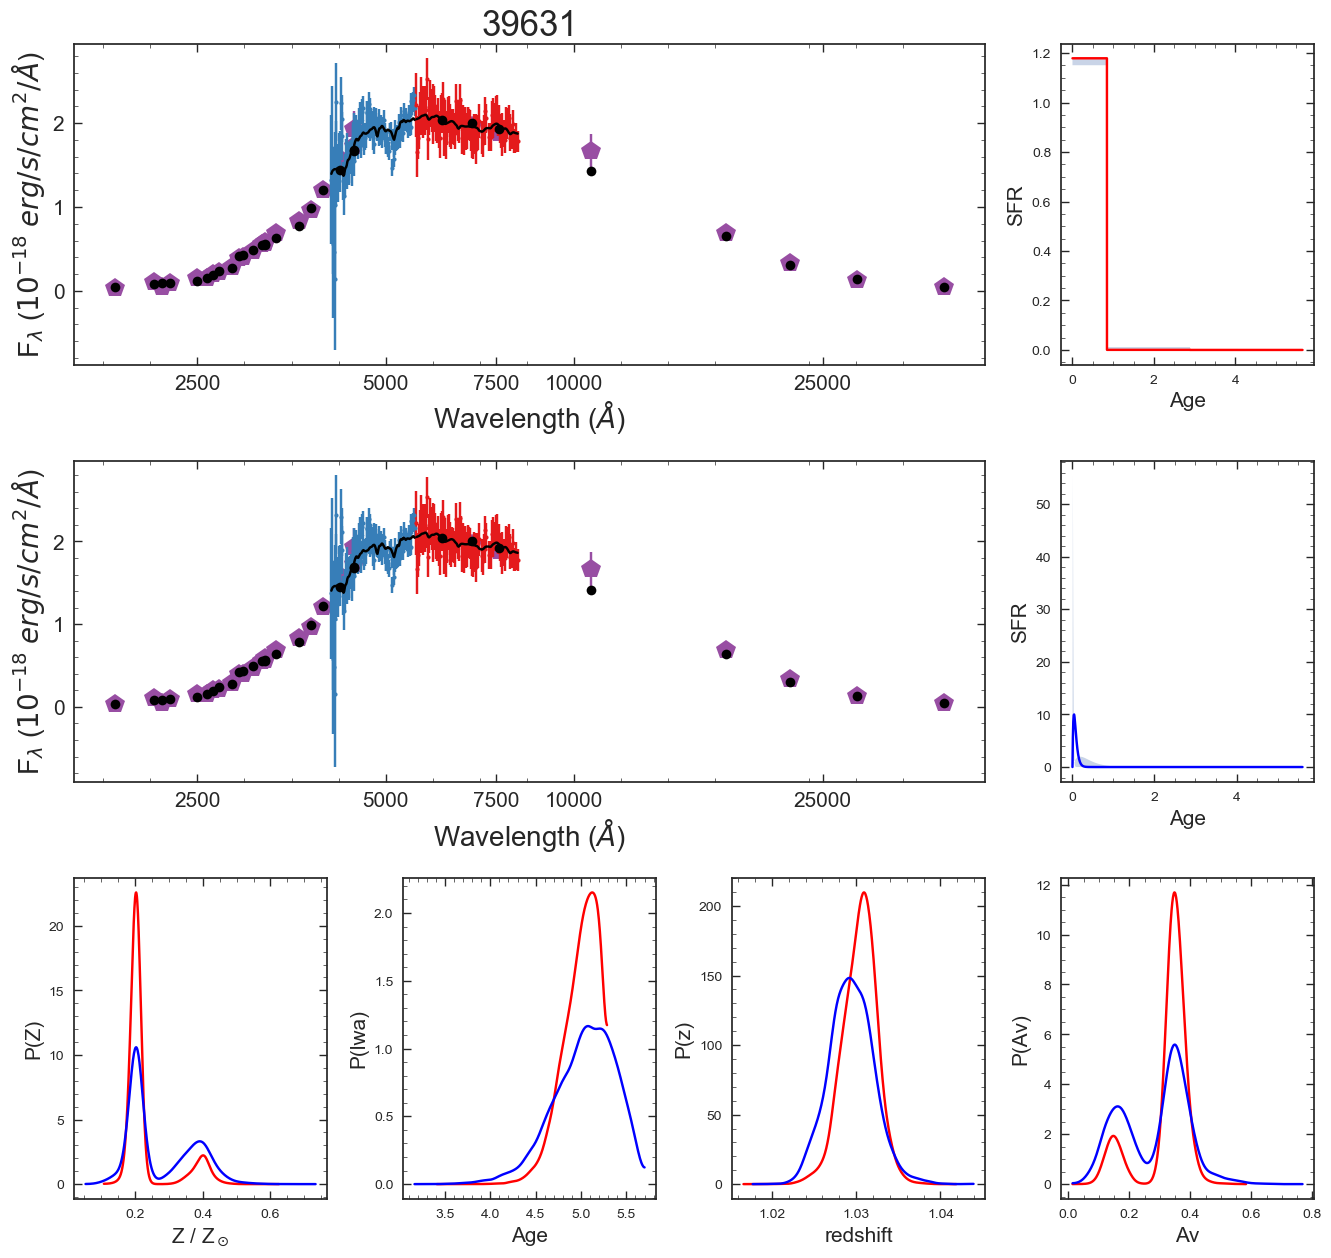 39631
F_λ (10^−18 erg/s/cm^2/Å)
2
1
0
2500 5000 7500 10000 25000
Wavelength (Å)
SFR
1.2
1.0
0.8
0.6
0.4
0.2
0.0
0 2 4
Age
F_λ (10^−18 erg/s/cm^2/Å)
2
1
0
2500 5000 7500 10000 25000
Wavelength (Å)
SFR
50
40
30
20
10
0
0 2 4
Age
P(Z)
20
15
10
5
0
0.2 0.4 0.6
Z / Z_⊙
P(lwa)
2.0
1.5
1.0
0.5
0.0
3.5 4.0 4.5 5.0 5.5
Age
P(z)
200
150
100
50
0
1.02 1.03 1.04
redshift
P(Av)
12
10
8
6
4
2
0
0.0 0.2 0.4 0.6 0.8
Av